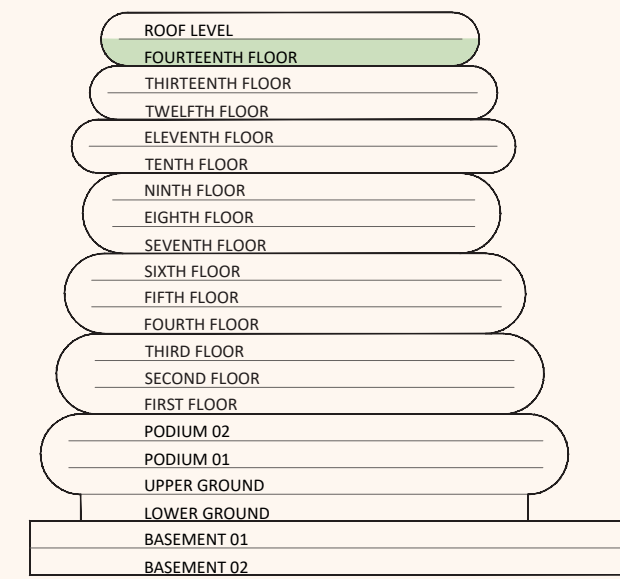 ROOF LEVEL
FOURTEENTH FLOOR
THIRTEENTH FLOOR
TWELFTH FLOOR
ELEVENTH FLOOR
TENTH FLOOR
NINTH FLOOR
EIGHTH FLOOR
SEVENTH FLOOR
SIXTH FLOOR
FIFTH FLOOR
FOURTH FLOOR
THIRD FLOOR
SECOND FLOOR
FIRST FLOOR
PODIUM 02
PODIUM 01
UPPER GROUND
LOWER GROUND
BASEMENT 01
BASEMENT 02